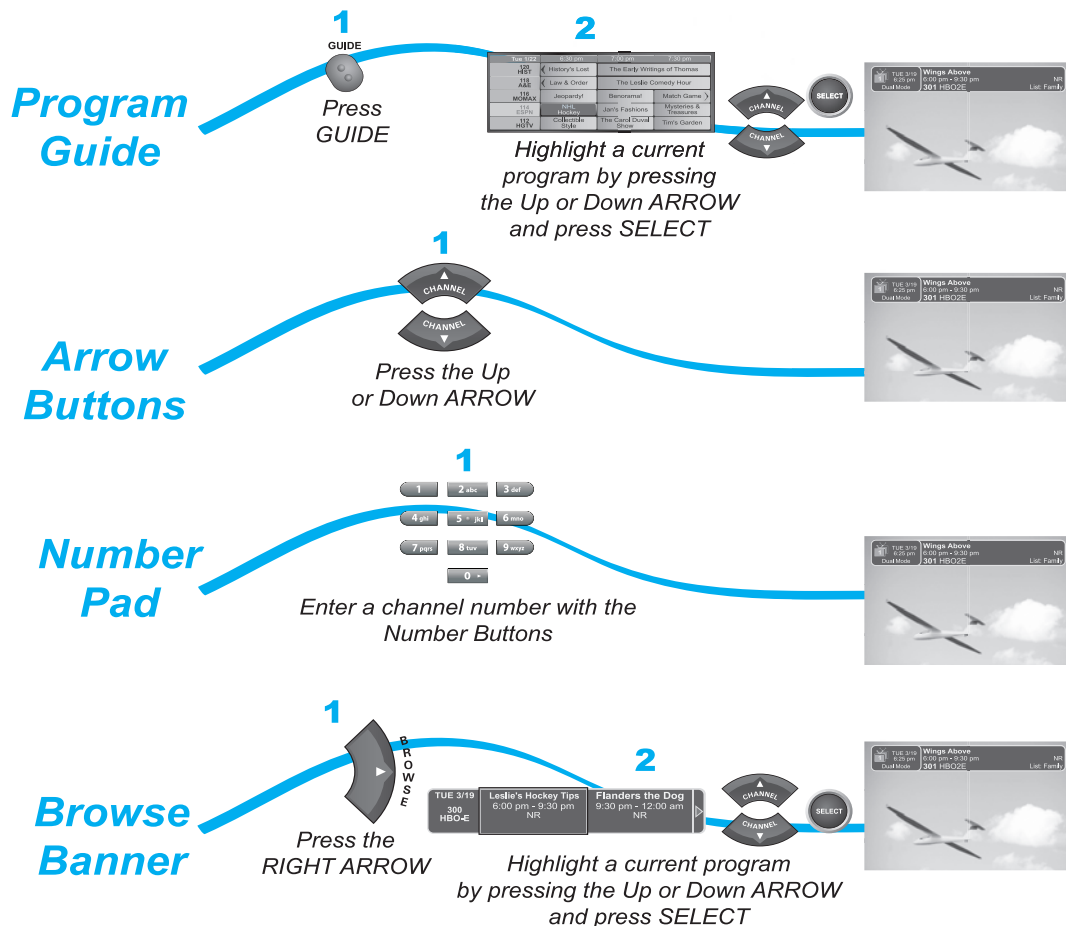 Program
Guide
1
GUIDE
Press
GUIDE
2
Tue 1/22 6:30 pm 7:00 pm 7:30 pm
120 HIST History's Lost The Early Writings of Thomas
118 A&E Law & Order The Leslie Comedy Hour
116 MOMAX Jeopardy! Banorama! Match Game
114 ESPN NHL Hockey Jan's Fashions Mysteries & Treasures
112 HGTV Collectible Style The Carol Duval Show Tim's Garden
Highlight a current
program by pressing
the Up or Down ARROW
and press SELECT
CHANNEL
CHANNEL
SELECT
TUE 3/19 Wings Above
6:25 pm 6:00 pm - 9:30 pm NR
Dual Mode 301 HBO2E List: Family
Arrow
Buttons
1
CHANNEL
CHANNEL
Press the Up
or Down ARROW
TUE 3/19 Wings Above
6:25 pm 6:00 pm - 9:30 pm NR
Dual Mode 301 HBO2E List: Family
Number
Pad
1
1 2 abc 3 def
4 ghi 5 jkl 6 mno
7 pqrs 8 tuv 9 wxyz
0
Enter a channel number with the
Number Buttons
TUE 3/19 Wings Above
6:25 pm 6:00 pm - 9:30 pm NR
Dual Mode 301 HBO2E List: Family
Browse
Banner
1
BROWSE
Press the
RIGHT ARROW
2
TUE 3/19 Leslie's Hockey Tips Flanders the Dog
300 6:00 pm - 9:30 pm 9:30 pm - 12:00 am
HBO-E NR NR
Highlight a current program
by pressing the Up or Down ARROW
and press SELECT
CHANNEL
CHANNEL
SELECT
TUE 3/19 Wings Above
6:25 pm 6:00 pm - 9:30 pm NR
Dual Mode 301 HBO2E List: Family